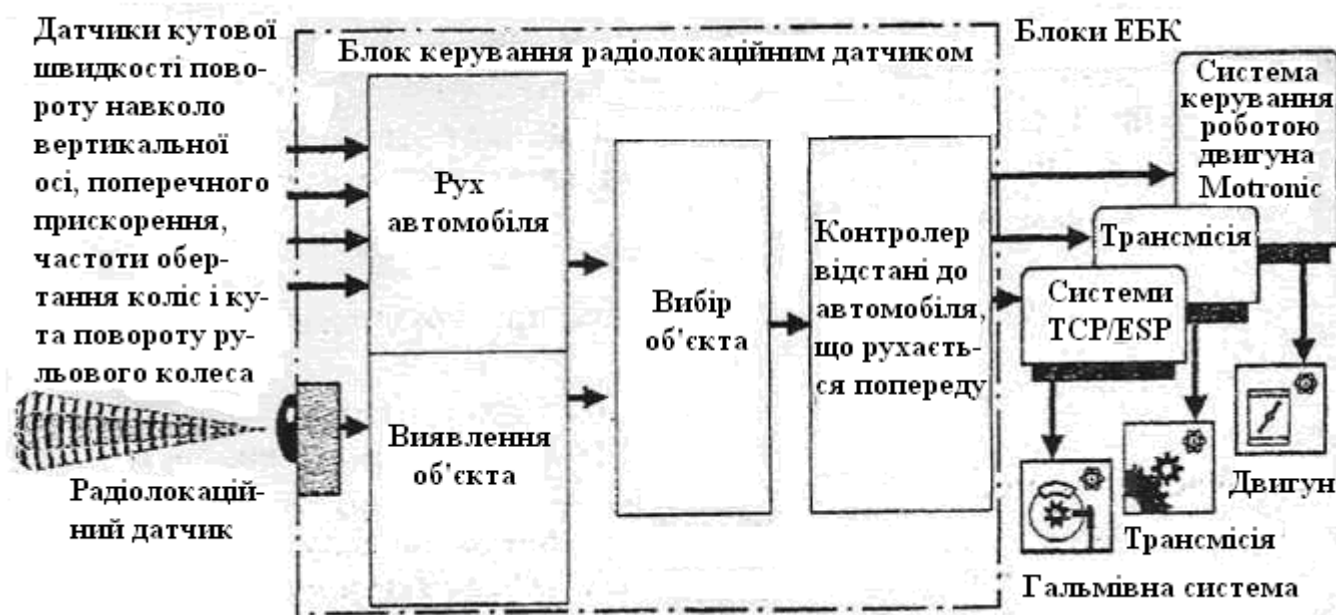 Датчики кутової
швидкості пово-
роту навколо
вертикальної
осі, поперечного
прискорення,
частоти обер-
тання коліс і ку-
та повороту ру-
льового колеса
Радіолокацій-
ний датчик
Блок керування радіолокаційним датчиком
Рух
автомобіля
Виявлення
об'єкта
Вибір
об'єкта
Контролер
відстані до
автомобіля,
що рухаєть-
ся попереду
Блоки ЕБК
Система
керування
роботою
двигуна
Motronic
Трансмісія
Системи
ТСР/ESP
Двигун
Трансмісія
Гальмівна система